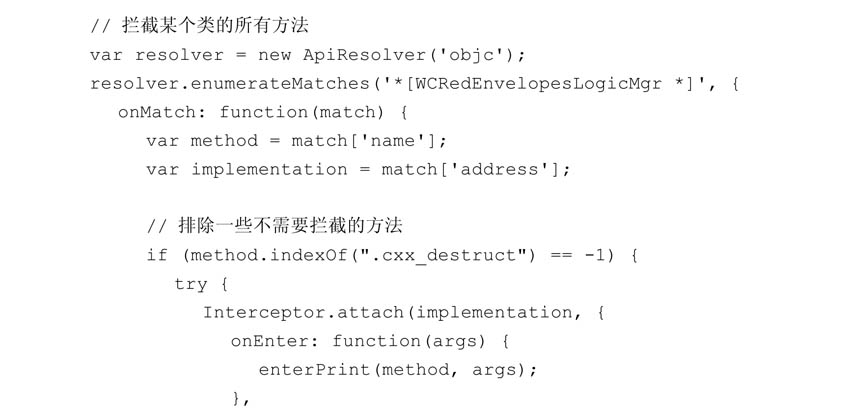 // 拦截某个类的所有方法
var resolver = new ApiResolver('objc');
resolver.enumerateMatches('*[WCRedEnvelopesLogicMgr *]', {
onMatch: function(match) {
var method = match['name'];
var implementation = match['address'];
// 排除一些不需要拦截的方法
if (method.indexOf(".cxx_destruct") == -1) {
try {
Interceptor.attach(implementation, {
onEnter: function(args) {
enterPrint(method, args);
},